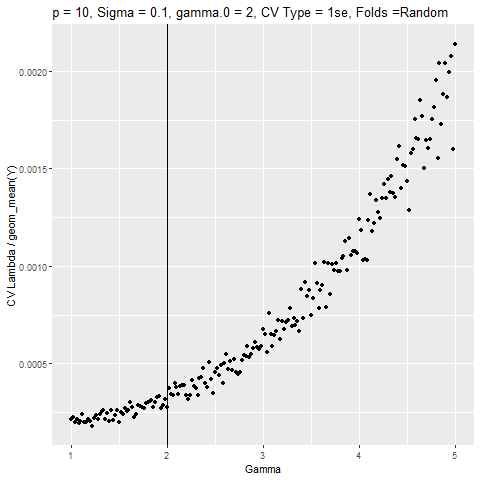 p = 10, Sigma = 0.1, gamma.0 = 2, CV Type = 1se, Folds =Random
CV Lambda / geom_mean(Y)
0.0020
0.0015
0.0010
0.0005
1 2 3 4 5
Gamma